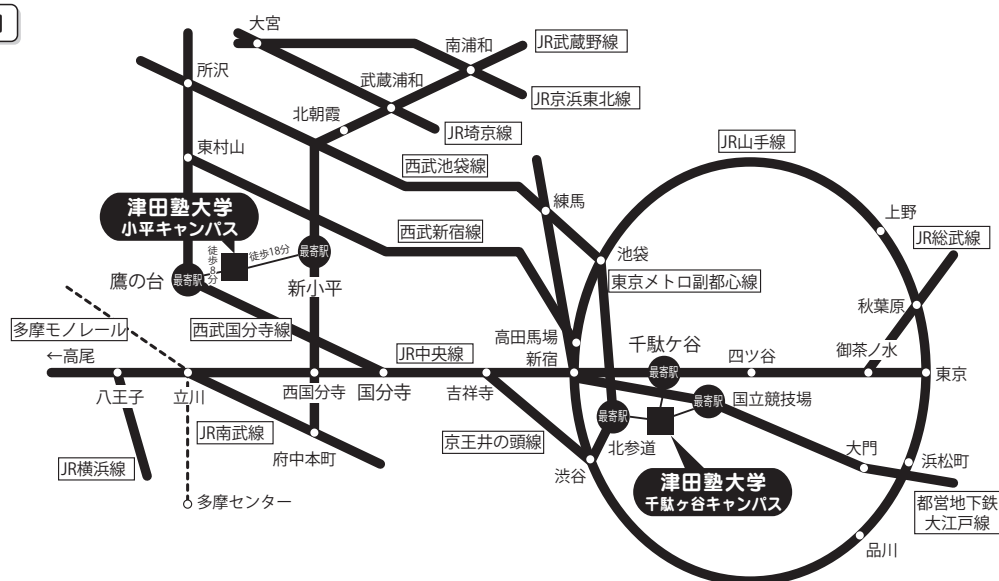 大宮
南浦和
JR武蔵野線
所沢
武蔵浦和
JR京浜東北線
北朝霞
JR埼京線
JR山手線
東村山
西武池袋線
津田塾大学
小平キャンパス
練馬
上野
西武新宿線
JR総武線
徒歩18分
最寄駅
池袋
徒歩8分
鷹の台
最寄駅
新小平
東京メトロ副都心線
秋葉原
多摩モノレール
西武国分寺線
高田馬場
千駄ケ谷
御茶ノ水
←高尾
JR中央線
新宿
最寄駅
四ツ谷
東京
八王子
立川
西国分寺
国分寺
吉祥寺
最寄駅
国立競技場
最寄駅
JR南武線
京王井の頭線
北参道
大門
JR横浜線
府中本町
渋谷
浜松町
津田塾大学
千駄ヶ谷キャンパス
多摩センター
都営地下鉄
大江戸線
品川